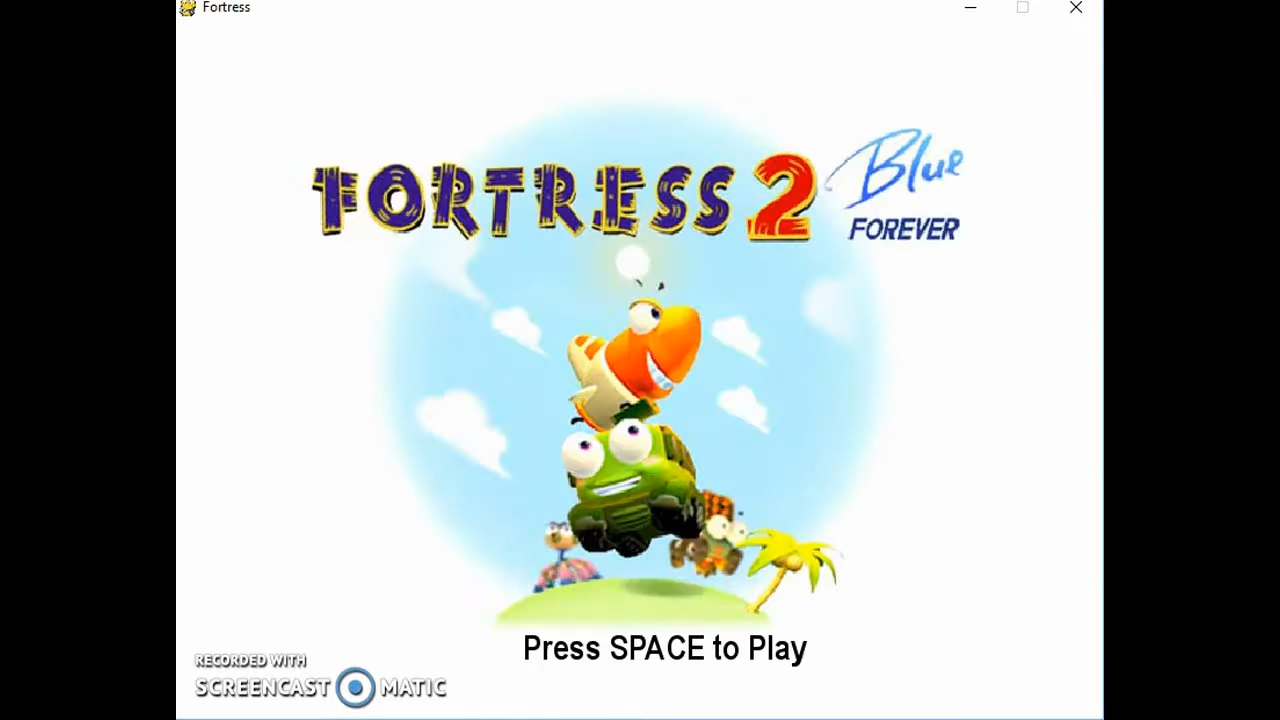 Fortress
FORTRESS 2 Blue
FOREVER
Press SPACE to Play
RECORDED WITH
SCREENCAST MATIC